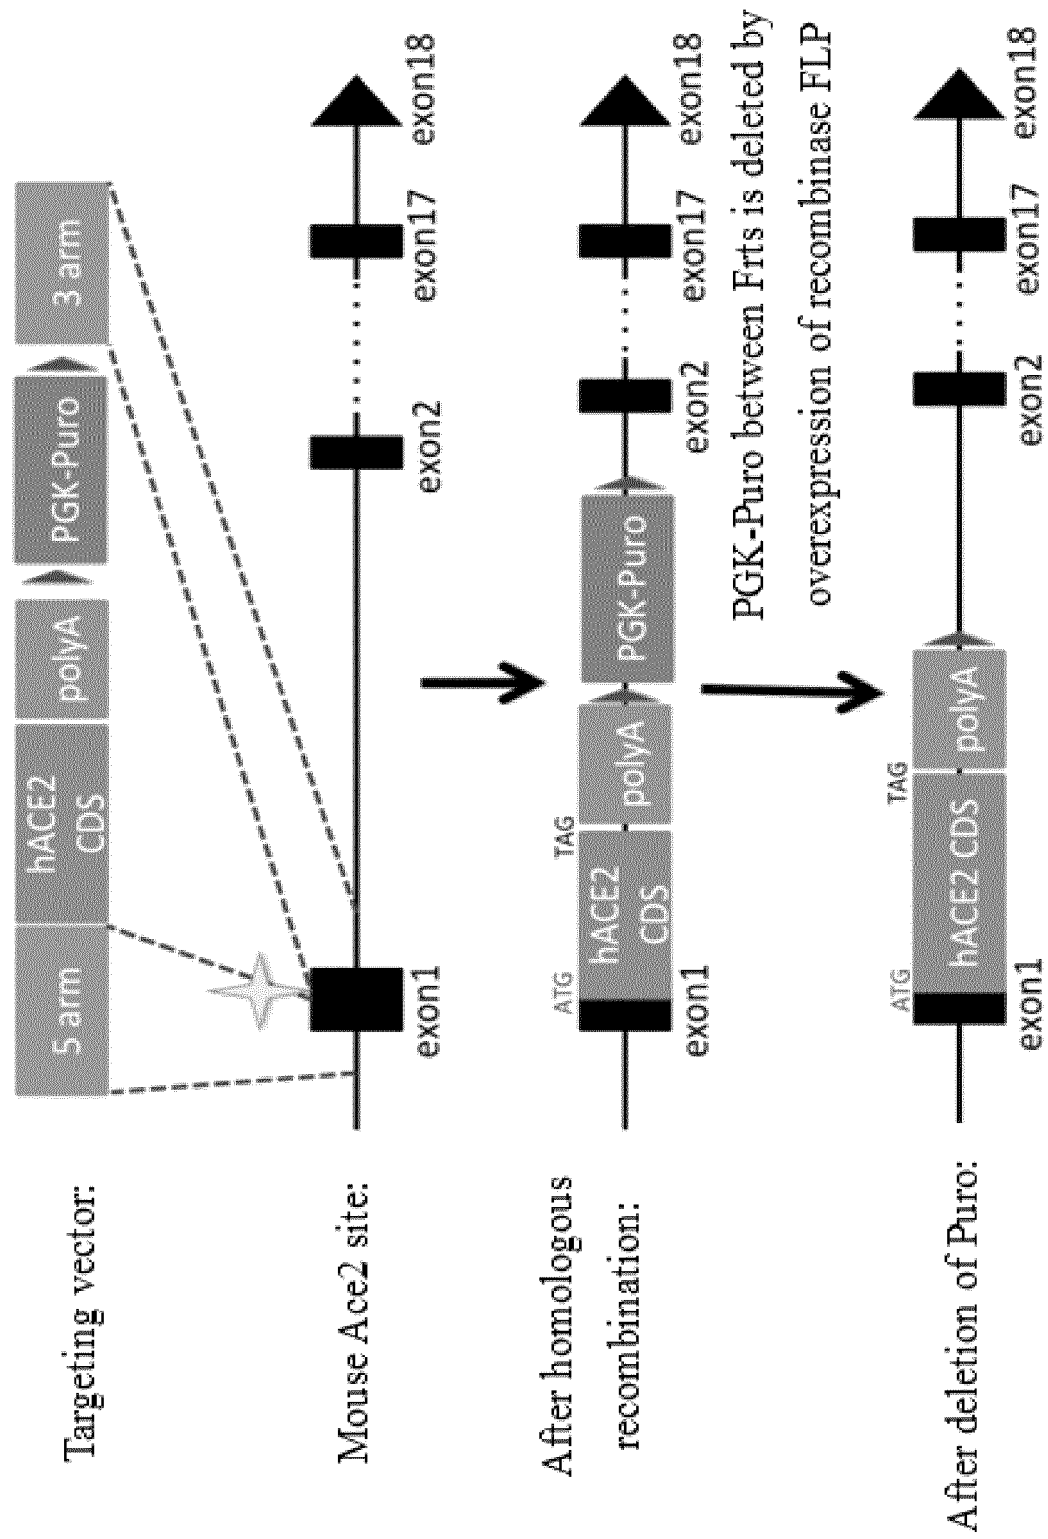 Targeting vector:
5 arm
hACE2
CDS
polyA
PGK-Puro
3 arm
Mouse Ace2 site:
exon1
exon2
exon17
exon18
After homologous
recombination:
ATG
TAG
hACE2
CDS
polyA
PGK-Puro
exon1
exon2
exon17
exon18
PGK-Puro between Frts is deleted by
overexpression of recombinase FLP
After deletion of Puro:
ATG
TAG
hACE2 CDS
polyA
exon1
exon2
exon17
exon18